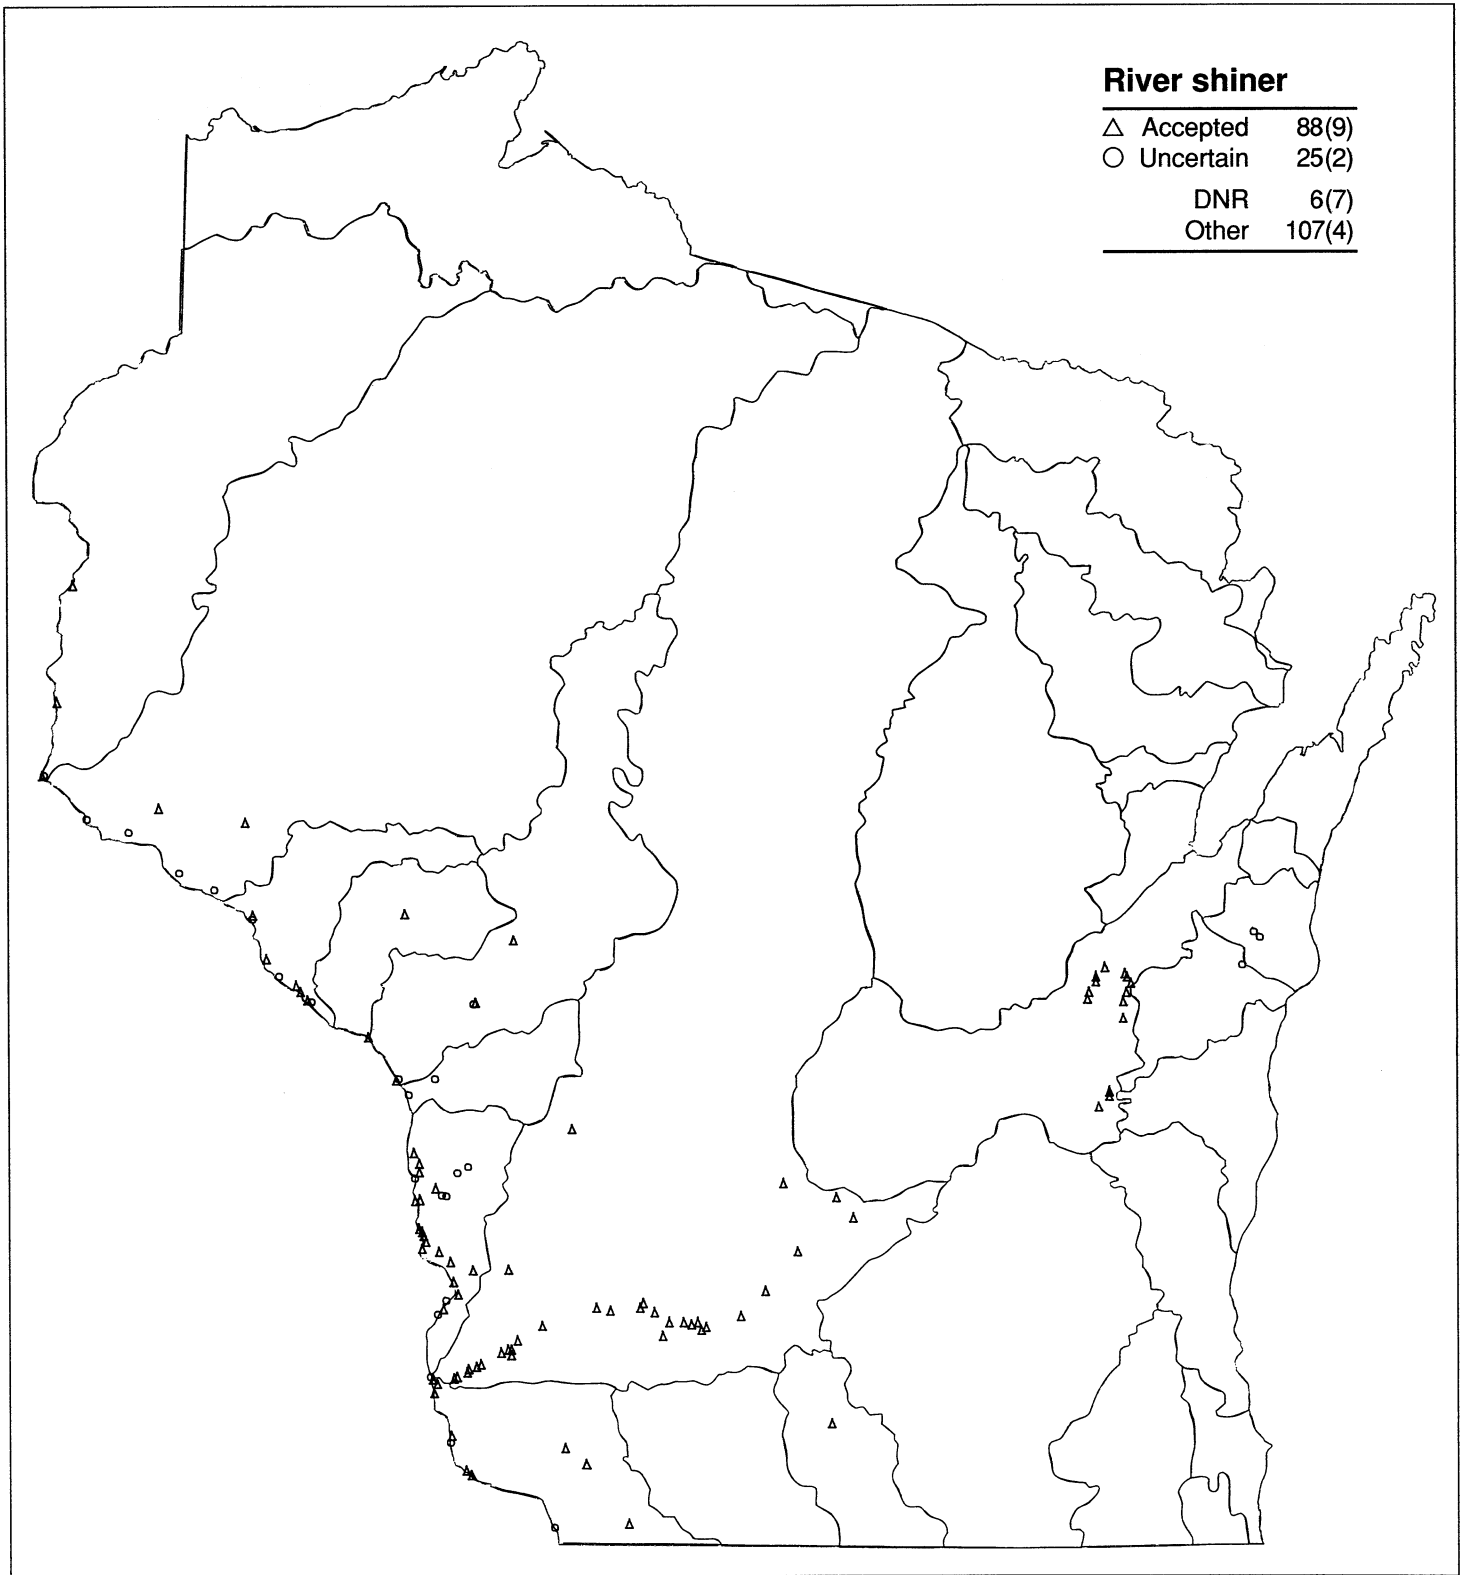 River shiner
△ Accepted 88(9)
○ Uncertain 25(2)
DNR 6(7)
Other 107(4)